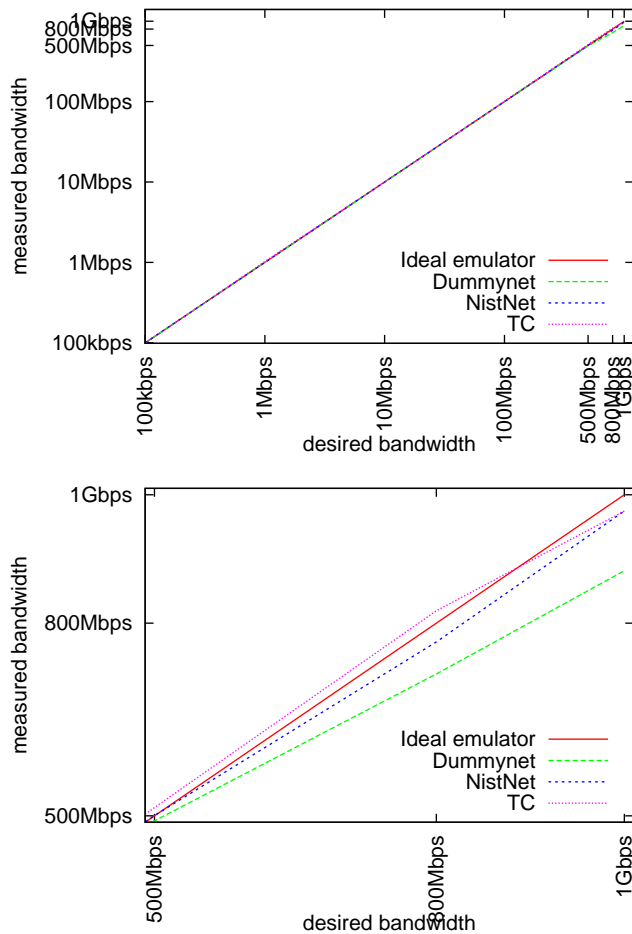 1Gbps
800Mbps
500Mbps
100Mbps
10Mbps
1Mbps
100kbps
measured bandwidth
Ideal emulator
Dummynet
NistNet
TC
100kbps
1Mbps
10Mbps
100Mbps
500Mbps
800Mbps
1Gbps
desired bandwidth
1Gbps
800Mbps
500Mbps
measured bandwidth
Ideal emulator
Dummynet
NistNet
TC
500Mbps
800Mbps
1Gbps
desired bandwidth